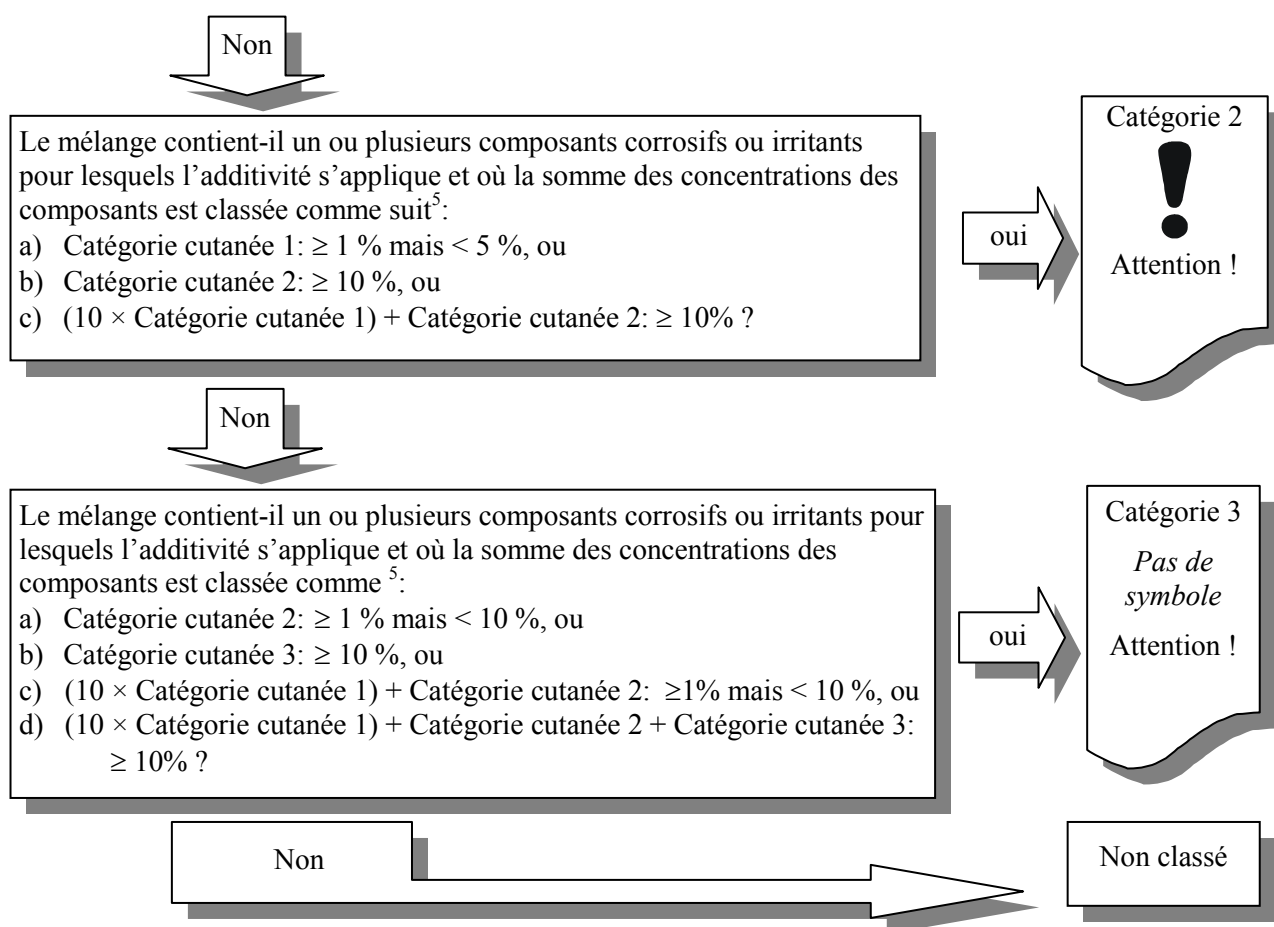 Non
Le mélange contient-il un ou plusieurs composants corrosifs ou irritants
pour lesquels l’additivité s’applique et où la somme des concentrations des
composants est classée comme suit⁵:
a) Catégorie cutanée 1: ≥ 1 % mais < 5 %, ou
b) Catégorie cutanée 2: ≥ 10 %, ou
c) (10 × Catégorie cutanée 1) + Catégorie cutanée 2: ≥ 10% ?
oui
Catégorie 2
!
Attention !
Non
Le mélange contient-il un ou plusieurs composants corrosifs ou irritants pour
lesquels l’additivité s’applique et où la somme des concentrations des
composants est classée comme ⁵:
a) Catégorie cutanée 2: ≥ 1 % mais < 10 %, ou
b) Catégorie cutanée 3: ≥ 10 %, ou
c) (10 × Catégorie cutanée 1) + Catégorie cutanée 2: ≥1% mais < 10 %, ou
d) (10 × Catégorie cutanée 1) + Catégorie cutanée 2 + Catégorie cutanée 3:
≥ 10% ?
oui
Catégorie 3
Pas de
symbole
Attention !
Non
Non classé